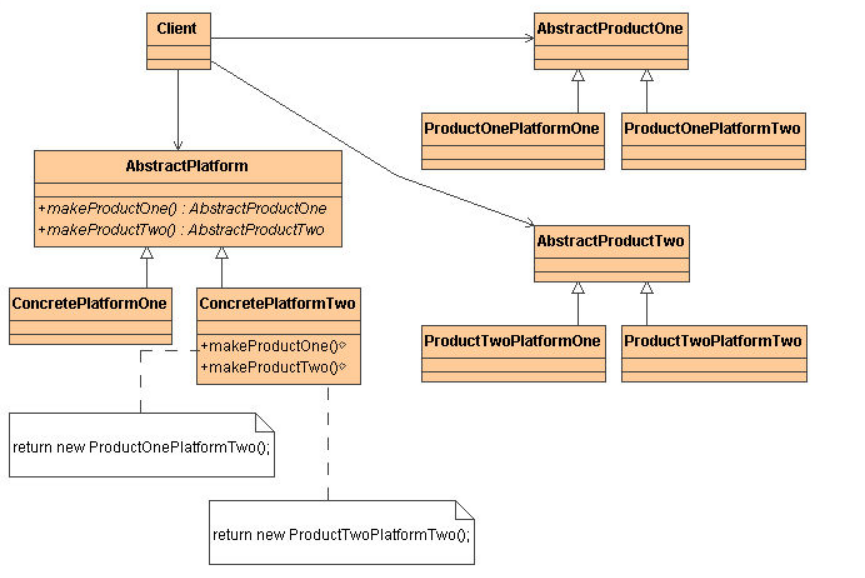 Client
AbstractProductOne
ProductOnePlatformOne
ProductOnePlatformTwo
AbstractPlatform
+makeProductOne() : AbstractProductOne
+makeProductTwo() : AbstractProductTwo
AbstractProductTwo
ConcretePlatformOne
ConcretePlatformTwo
+makeProductOne()
+makeProductTwo()
ProductTwoPlatformOne
ProductTwoPlatformTwo
return new ProductOnePlatformTwo();
return new ProductTwoPlatformTwo();